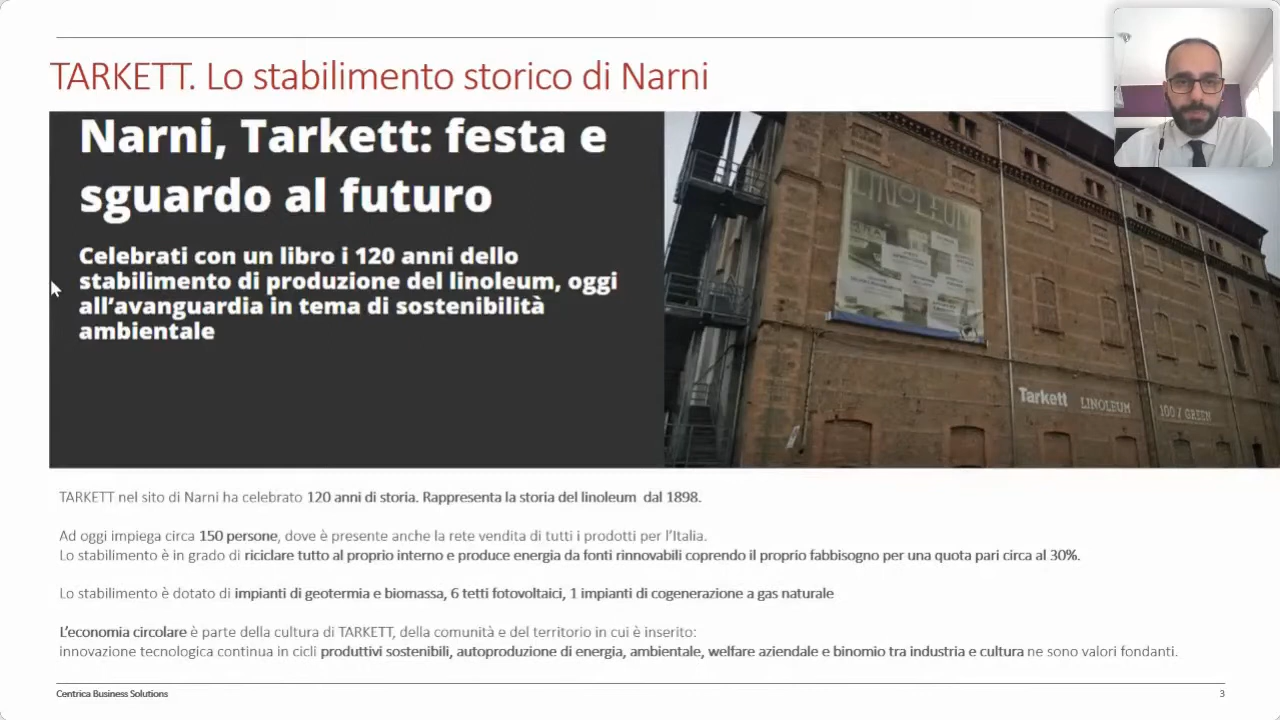 TARKETT. Lo stabilimento storico di Narni
Narni, Tarkett: festa e
sguardo al futuro
Celebrati con un libro i 120 anni dello
stabilimento di produzione del linoleum, oggi
all'avanguardia in tema di sostenibilità
ambientale
LINOLEUM
Tarkett LINOLEUM 100% GREEN
TARKETT nel sito di Narni ha celebrato 120 anni di storia. Rappresenta la storia del linoleum dal 1898.
Ad oggi impiega circa 150 persone, dove è presente anche la rete vendita di tutti i prodotti per l'Italia.
Lo stabilimento è in grado di riciclare tutto al proprio interno e produce energia da fonti rinnovabili coprendo il proprio fabbisogno per una quota pari circa al 30%.
Lo stabilimento è dotato di impianti di geotermia e biomassa, 6 tetti fotovoltaici, 1 impianti di cogenerazione a gas naturale
L'economia circolare è parte della cultura di TARKETT, della comunità e del territorio in cui è inserito:
innovazione tecnologica continua in cicli produttivi sostenibili, autoproduzione di energia, ambientale, welfare aziendale e binomio tra industria e cultura ne sono valori fondanti.
Centrica Business Solutions
3